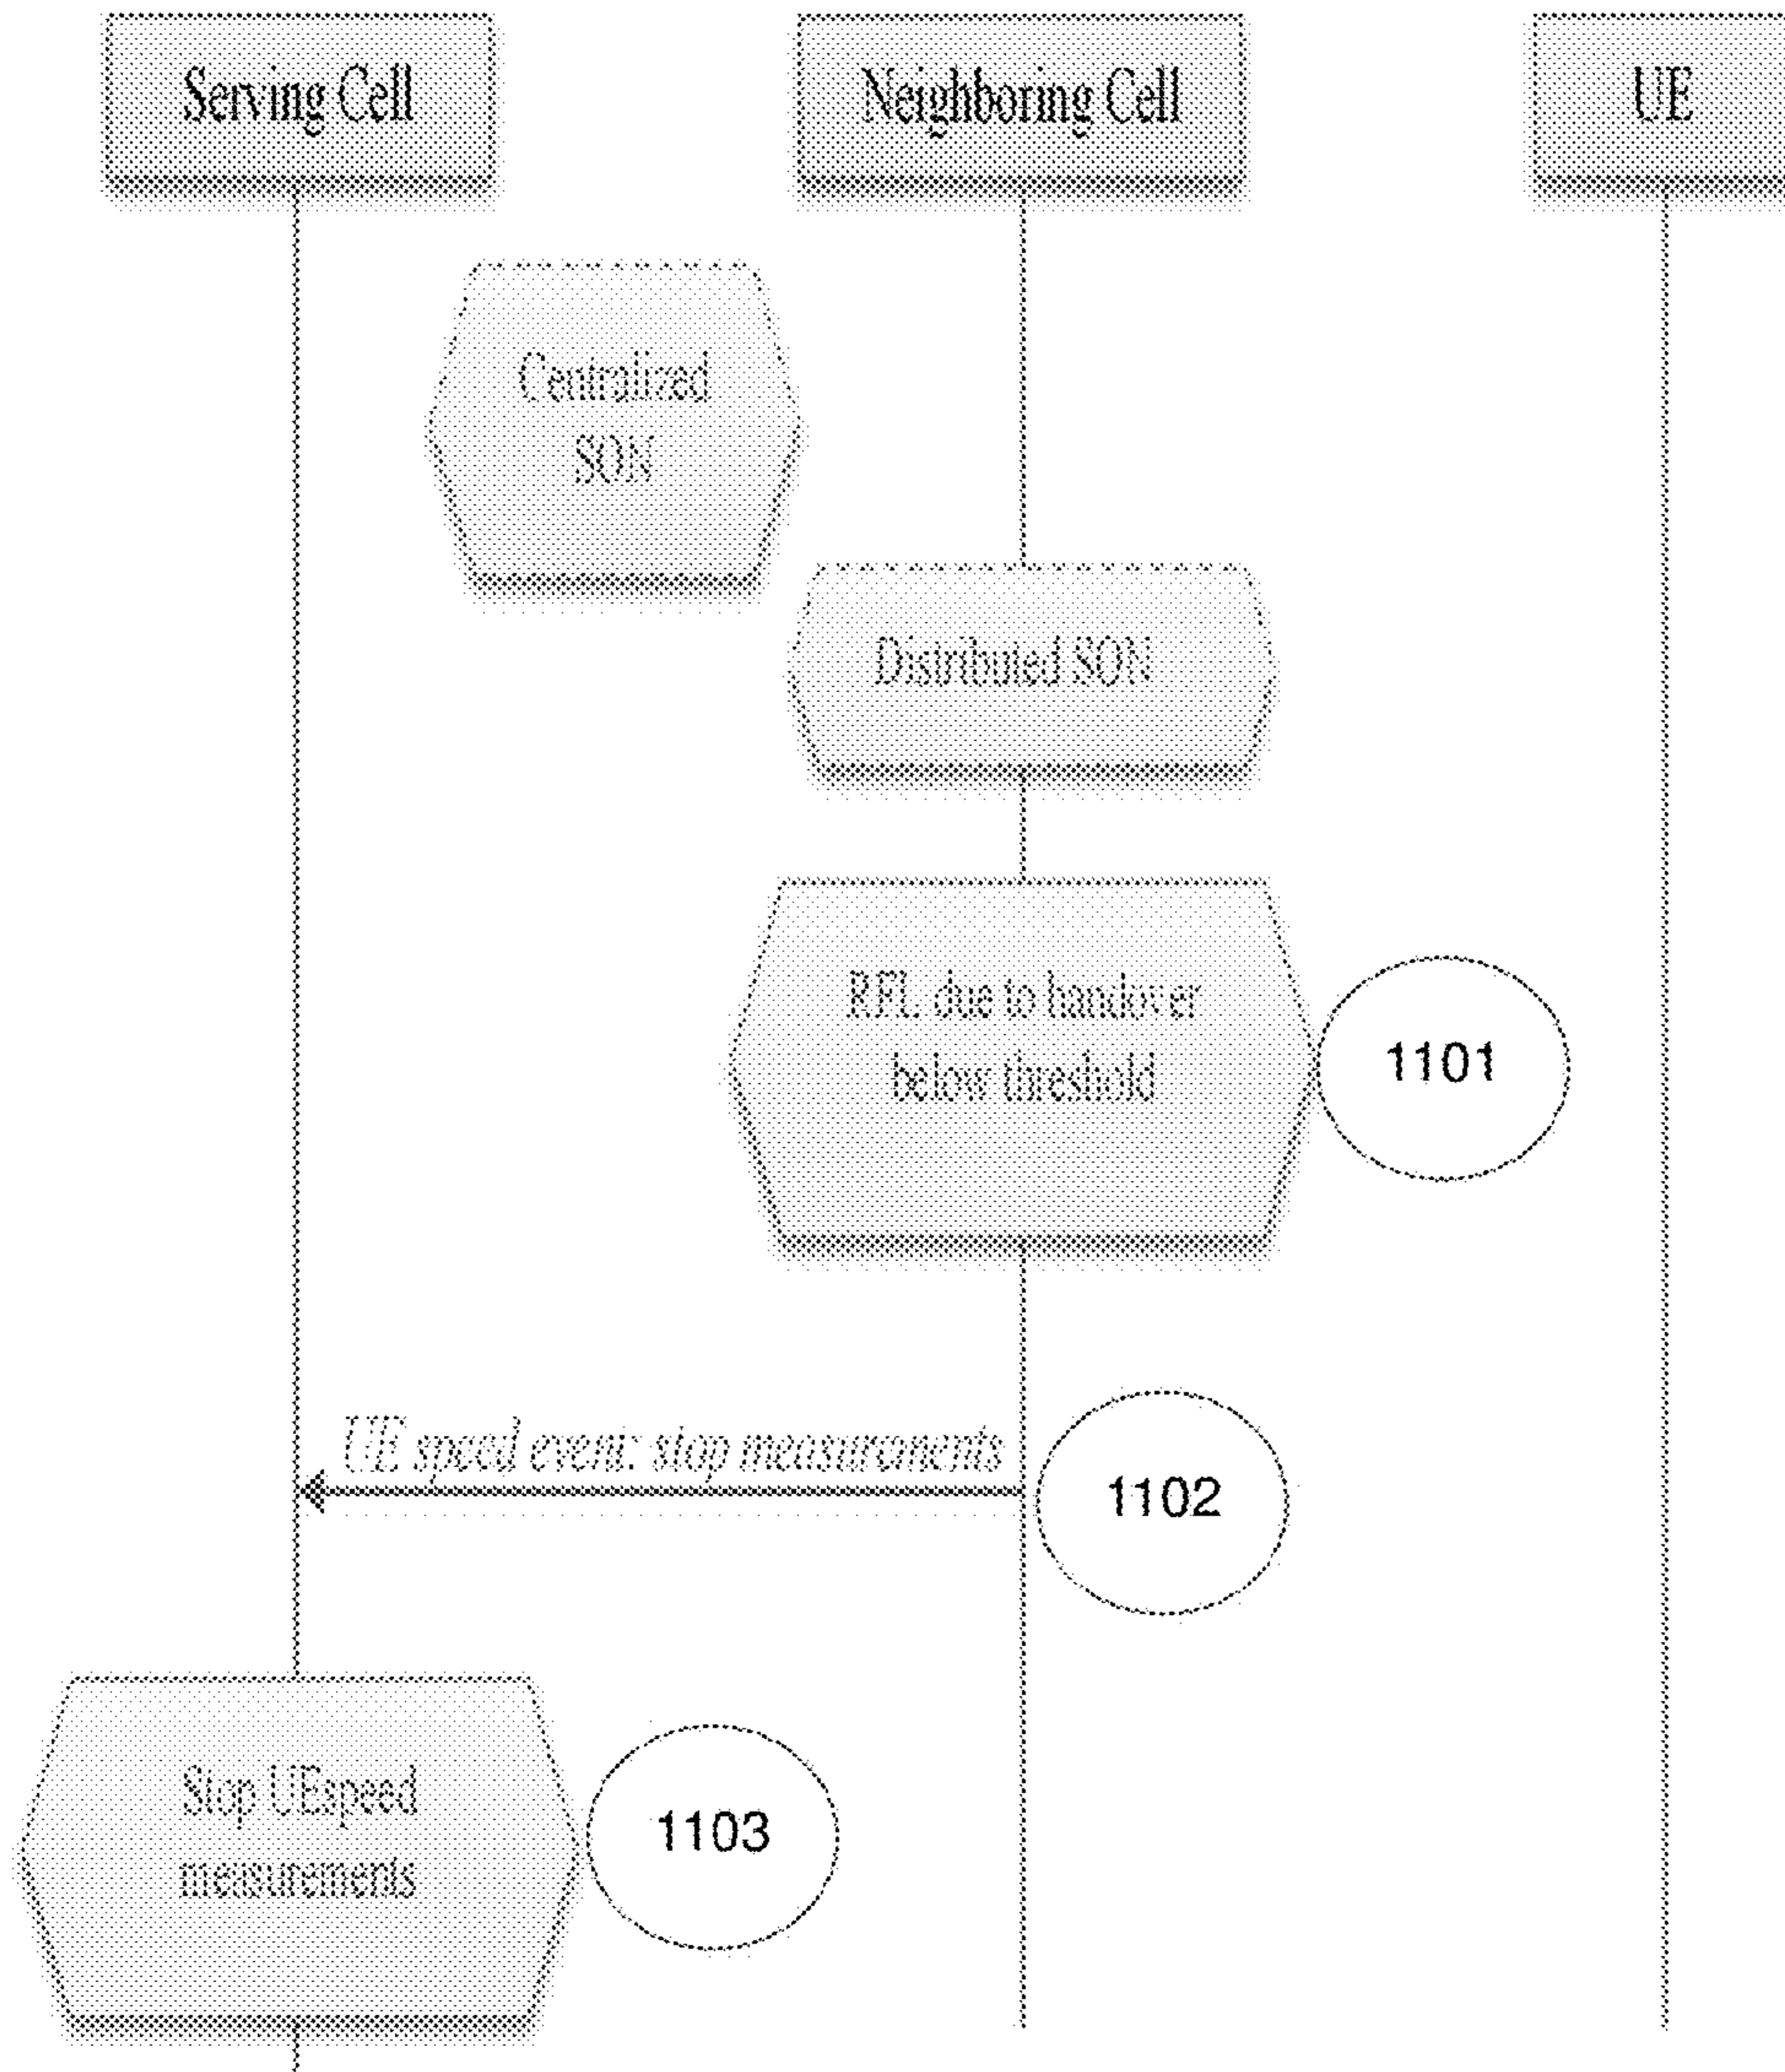 Serving Cell
Neighboring Cell
UE
Centralized
SON
Distributed SON
RFL due to handover
below threshold
1101
UE speed event: stop measurements
1102
Stop UEspeed
measurements
1103